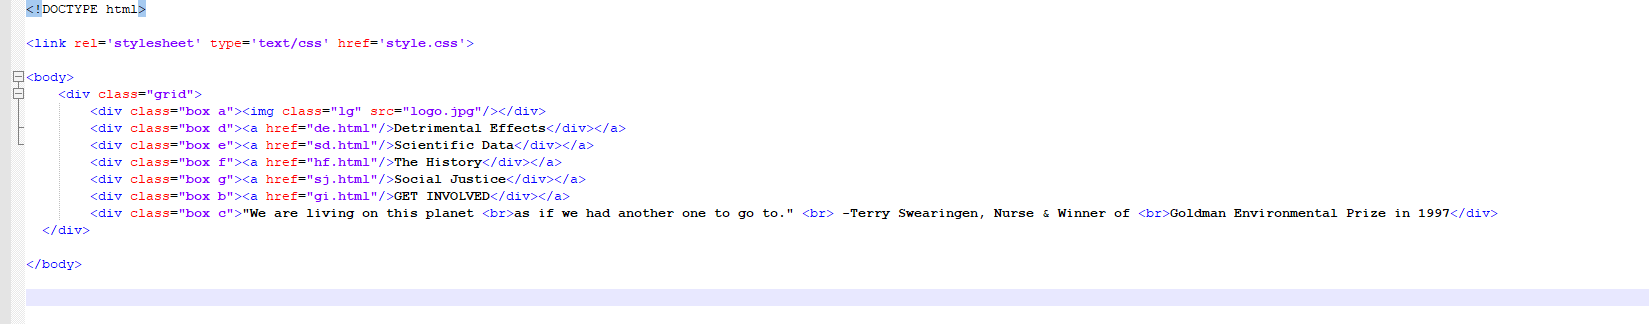 <!DOCTYPE html>
<link rel='stylesheet' type='text/css' href='style.css'>
<body>
<div class="grid">
<div class="box a"><img class="lg" src="logo.jpg"/></div>
<div class="box d"><a href="de.html"/>Detrimental Effects</div></a>
<div class="box e"><a href="sd.html"/>Scientific Data</div></a>
<div class="box f"><a href="hf.html"/>The History</div></a>
<div class="box g"><a href="sj.html"/>Social Justice</div></a>
<div class="box b"><a href="gi.html"/>GET INVOLVED</div></a>
<div class="box c">"We are living on this planet <br>as if we had another one to go to." <br> -Terry Swearingen, Nurse & Winner of <br>Goldman Environmental Prize in 1997</div>
</div>
</body>